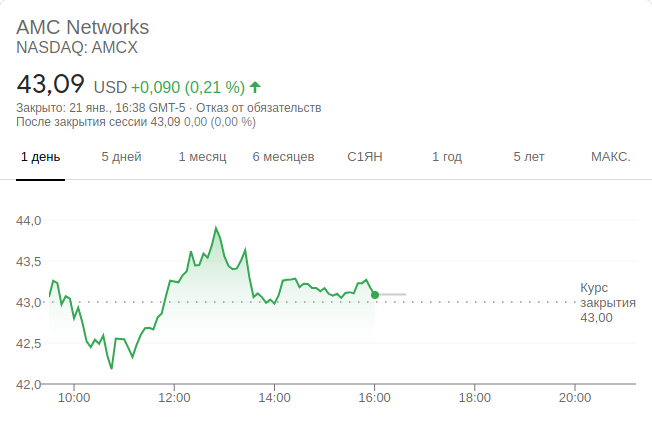 AMC Networks
NASDAQ: AMCX
43,09 USD +0,090 (0,21 %)
Закрыто: 21 янв., 16:38 GMT-5 · Отказ от обязательств
После закрытия сессии 43,09 0,00 (0,00 %)
1 день 5 дней 1 месяц 6 месяцев С1ЯН 1 год 5 лет МАКС.
44,0
43,5
43,0
42,5
42,0
Курс
закрытия
43,00
10:00 12:00 14:00 16:00 18:00 20:00